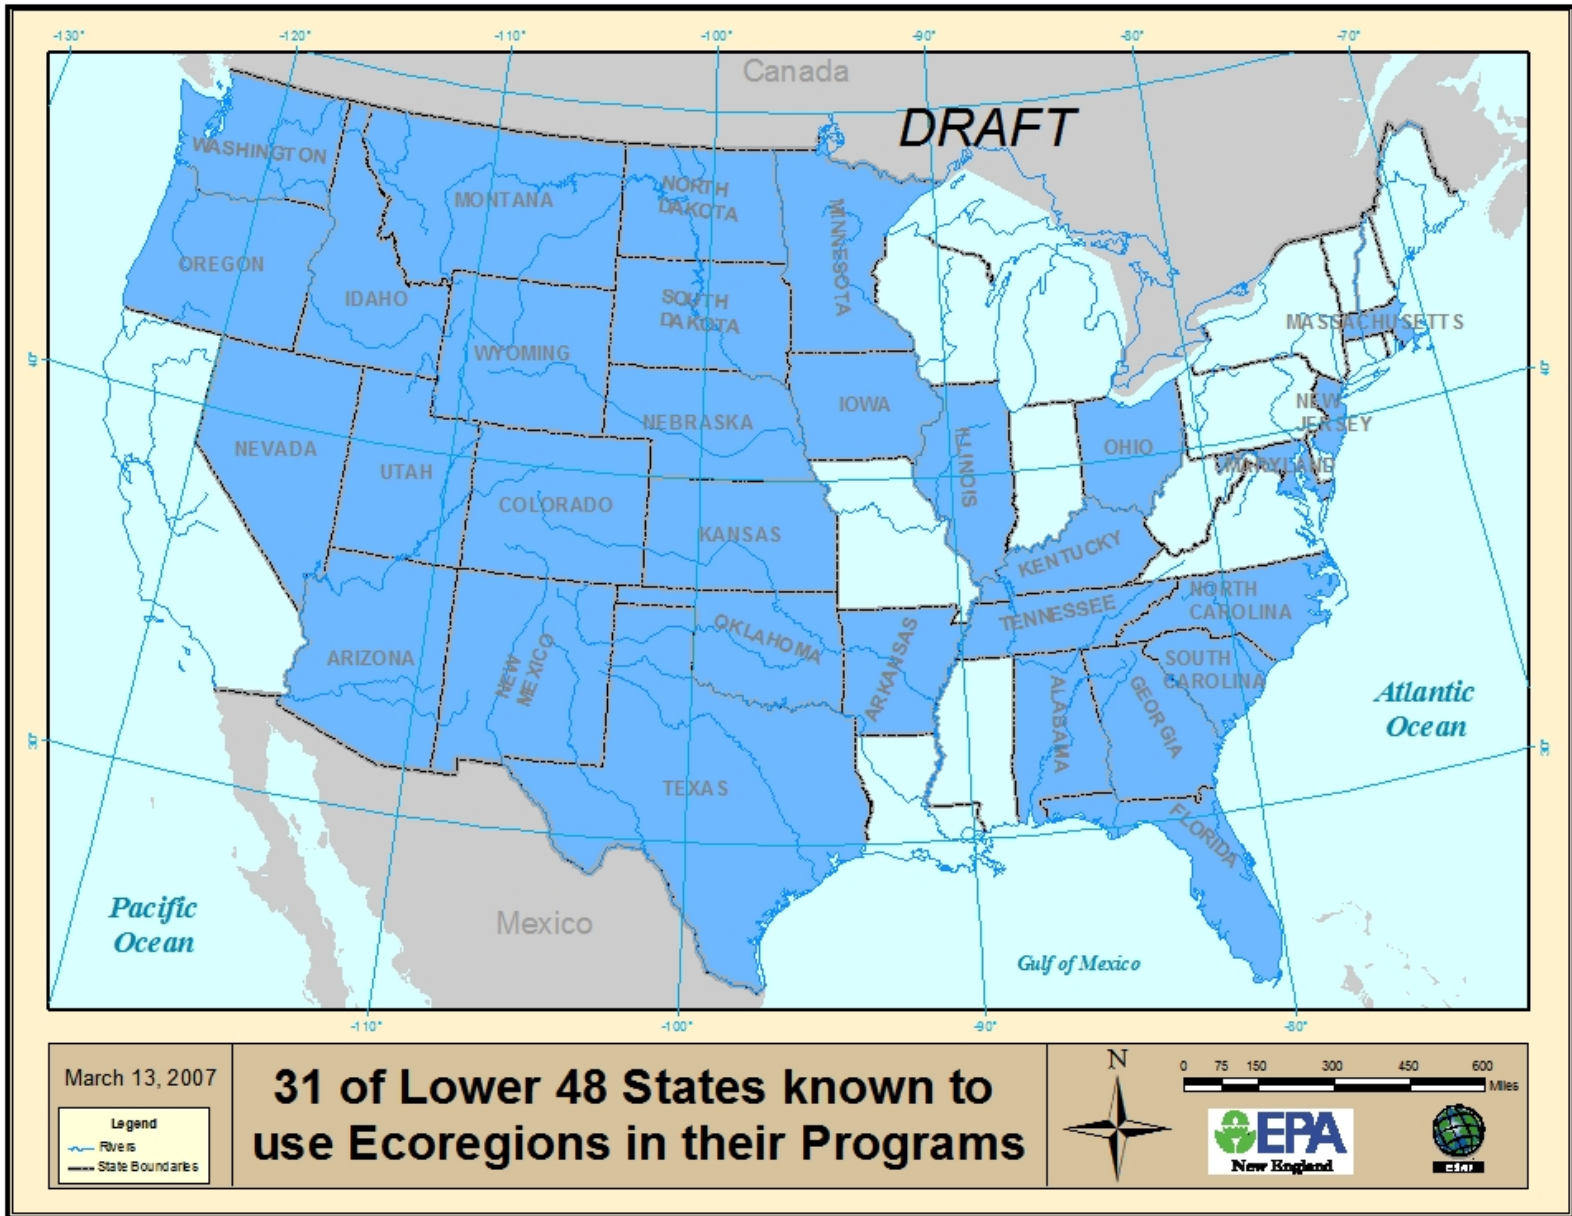 -130°
-120°
-110°
-100°
-90°
-80°
-70°
Canada
DRAFT
WASHINGTON
MONTANA
NORTH
DAKOTA
MINNESOTA
OREGON
IDAHO
SOUTH
DAKOTA
MASSACHUSETTS
WYOMING
40°
40°
IOWA
NEW
JERSEY
NEBRASKA
NEVADA
UTAH
ILLINOIS
OHIO
MARYLAND
COLORADO
KANSAS
KENTUCKY
NORTH
CAROLINA
TENNESSEE
OKLAHOMA
ARKANSAS
ARIZONA
NEW
MEXICO
SOUTH
CAROLINA
ALABAMA
GEORGIA
Atlantic
Ocean
30°
30°
TEXAS
FLORIDA
Pacific
Ocean
Mexico
Gulf of Mexico
-110°
-100°
-90°
-80°
March 13, 2007
Legend
Rivers
State Boundaries
31 of Lower 48 States known to
use Ecoregions in their Programs
N
0 75 150 300 450 600
Miles
EPA
New England